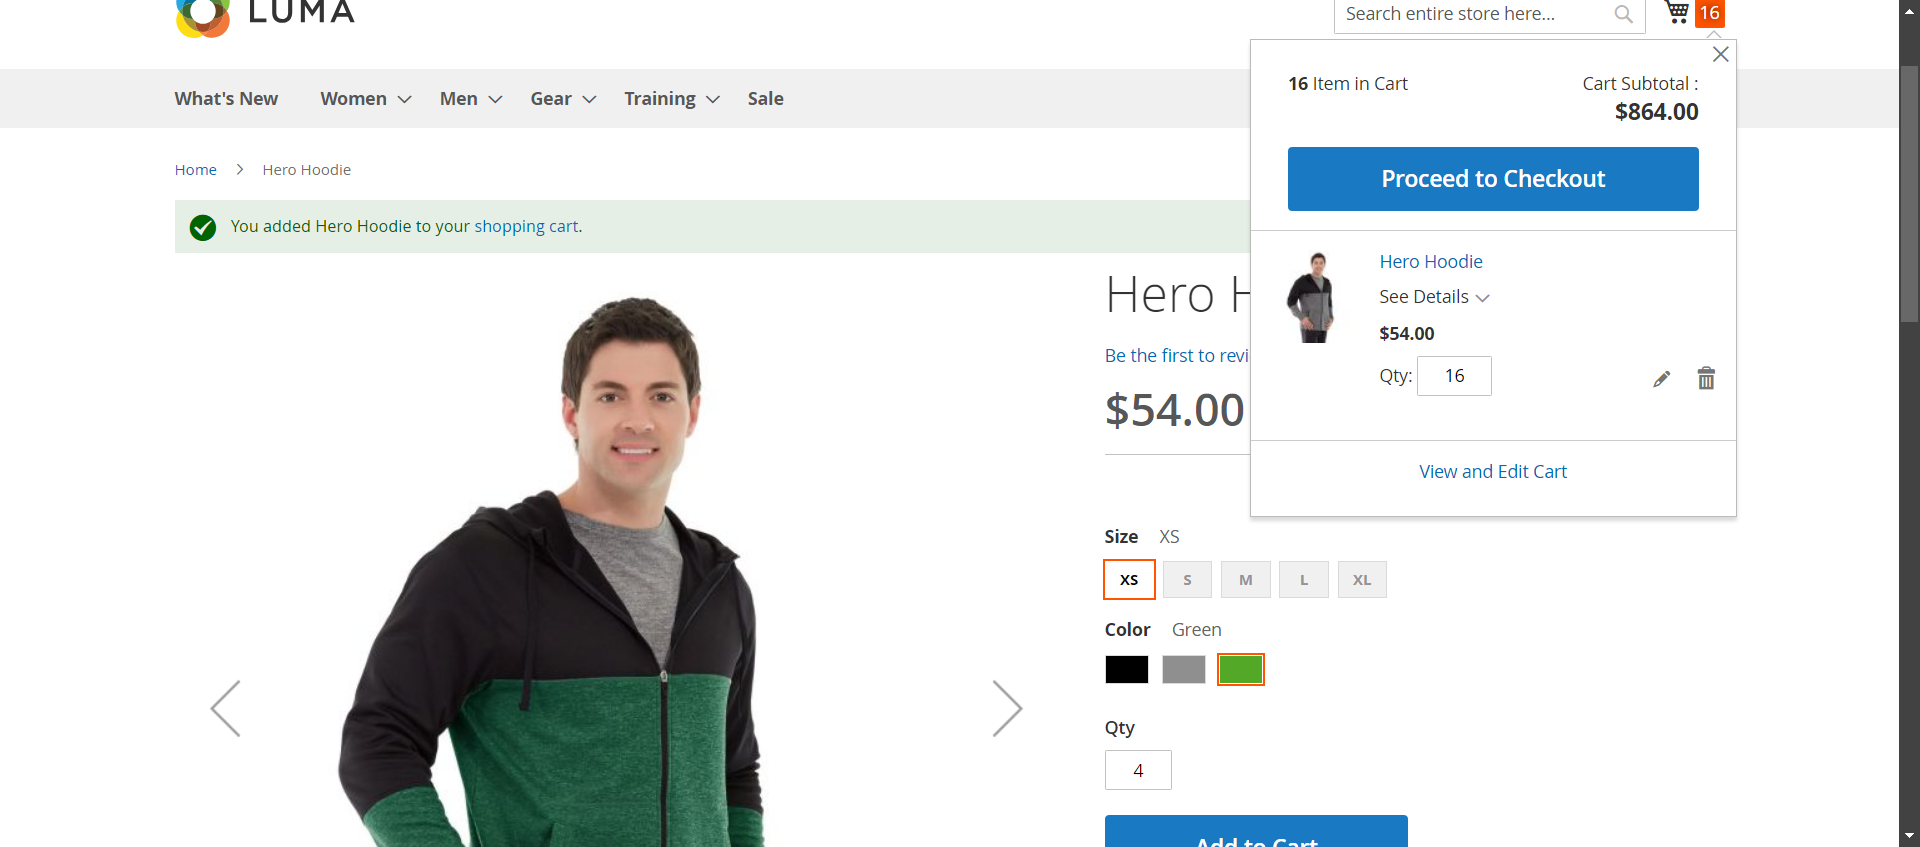 LUMA
Search entire store here...
16
What's New
Women
Men
Gear
Training
Sale
16 Item in Cart
Cart Subtotal :
$864.00
Proceed to Checkout
Home
Hero Hoodie
You added Hero Hoodie to your shopping cart.
Hero Hoodie
See Details
$54.00
Qty: 16
View and Edit Cart
Hero H
Be the first to revi
$54.00
Size XS
XS
S
M
L
XL
Color Green
Qty
4
Add to Cart